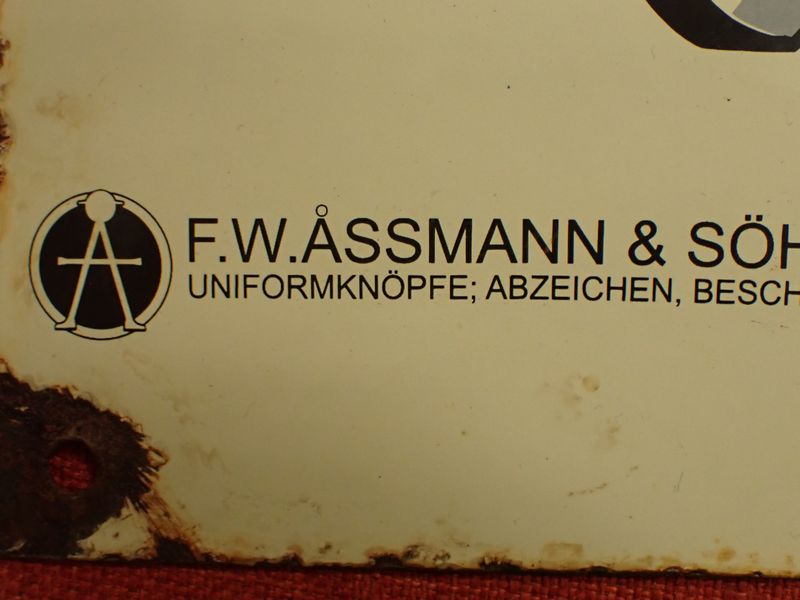 F.W.ÅSSMANN & SÖH
UNIFORMKNÖPFE; ABZEICHEN, BESCH